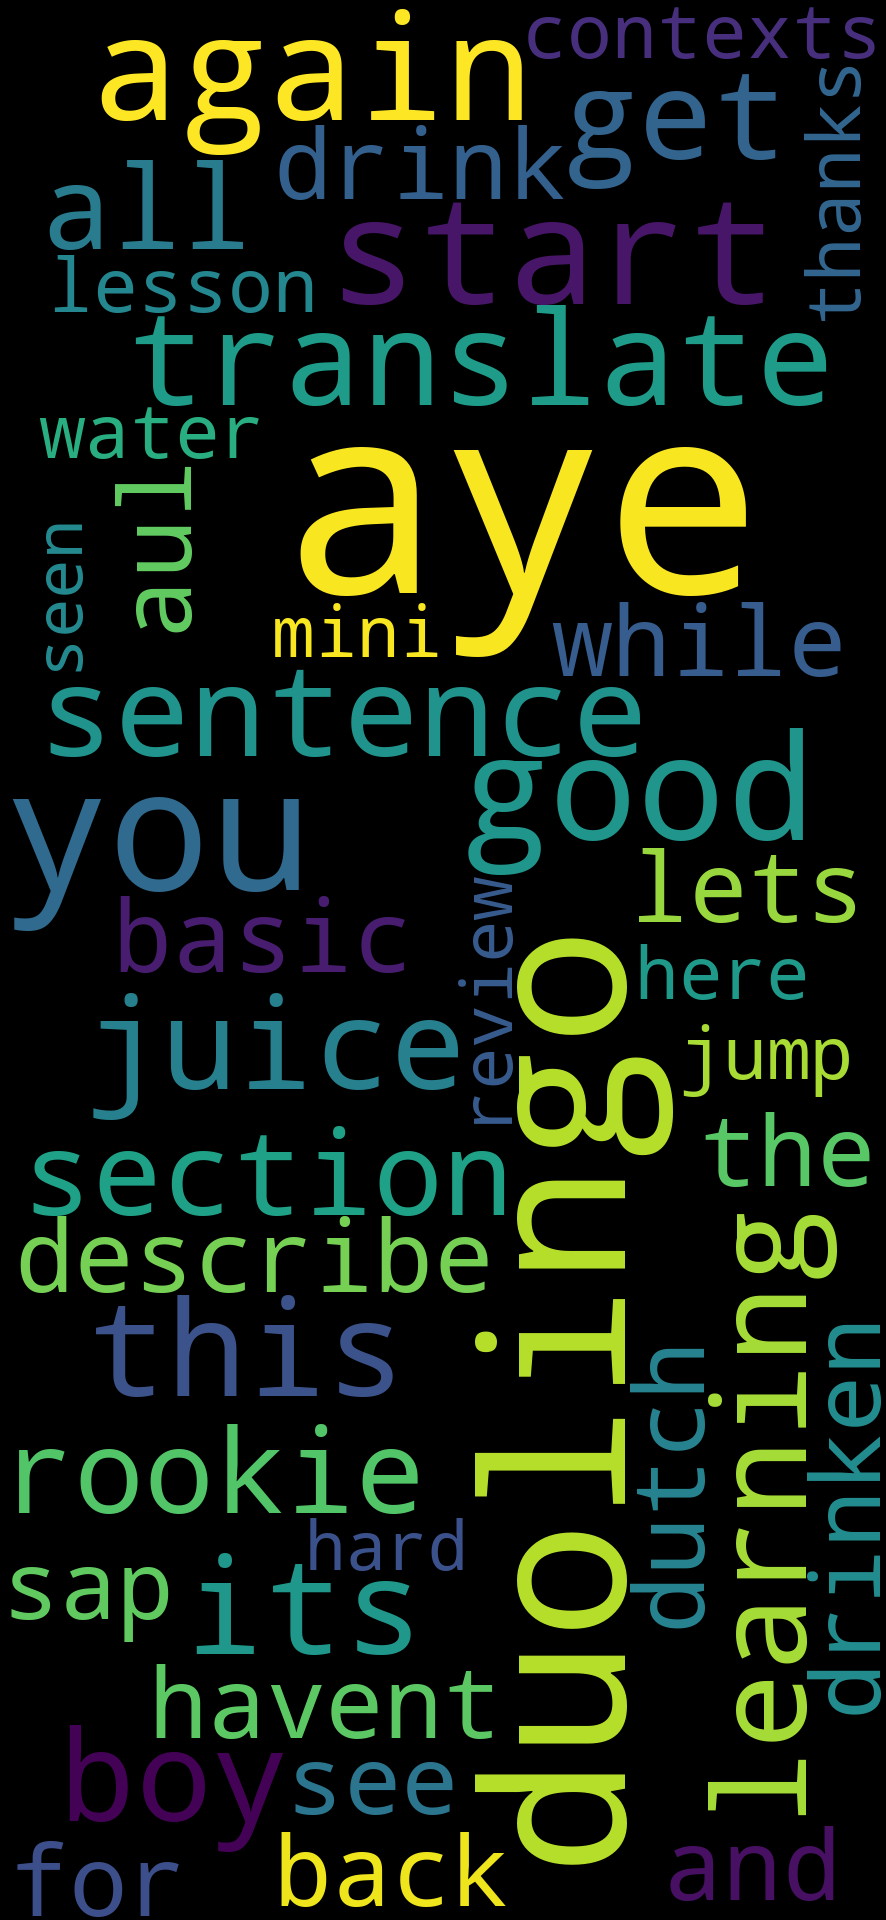 contexts
again
get
thanks
drink
all
start
lesson
translate
water
aye
aul
seen
mini
while
sentence
good
you
lets
review
basic
here
juice
jump
section
the
describe
duolingo
learning
this
dutch
drinken
rookie
hard
sap
its
havent
boy
see
for
back
and